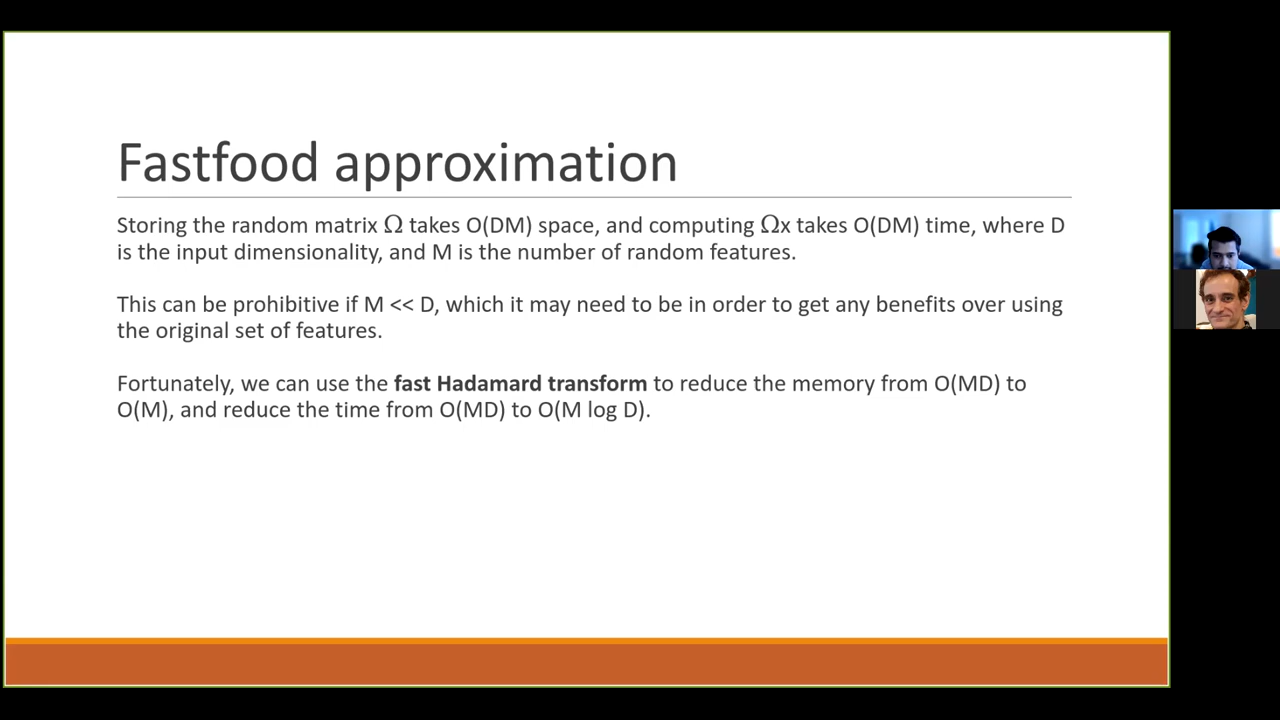 Fastfood approximation
Storing the random matrix Ω takes O(DM) space, and computing Ωx takes O(DM) time, where D
is the input dimensionality, and M is the number of random features.
This can be prohibitive if M << D, which it may need to be in order to get any benefits over using
the original set of features.
Fortunately, we can use the fast Hadamard transform to reduce the memory from O(MD) to
O(M), and reduce the time from O(MD) to O(M log D).